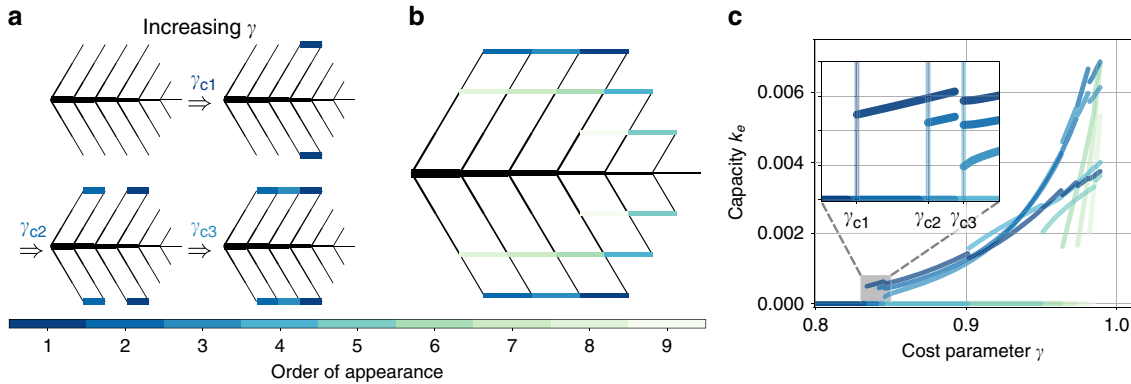 a
Increasing γ
γc1
⇒
γc2
⇒
γc3
⇒
b
1 2 3 4 5 6 7 8 9
Order of appearance
c
Capacity ke
0.006
0.004
0.002
0.000
γc1 γc2 γc3
0.8 0.9 1.0
Cost parameter γ